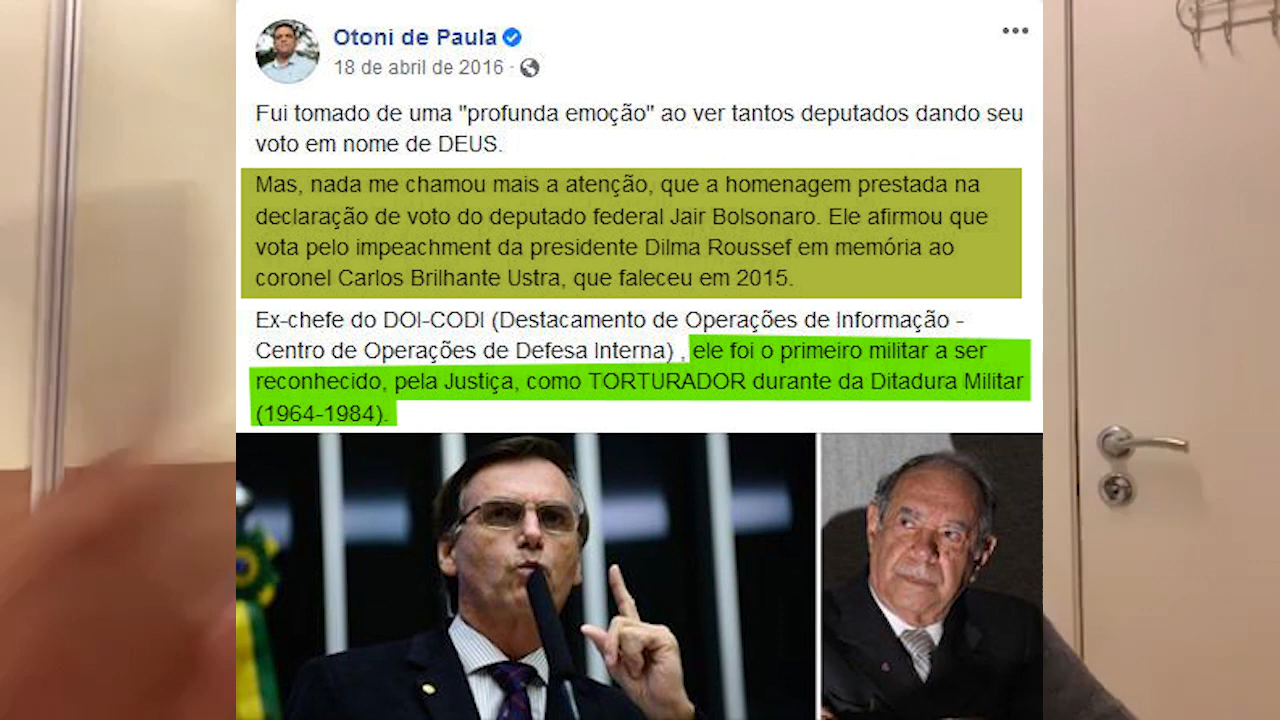 Otoni de Paula
18 de abril de 2016 ·
Fui tomado de uma "profunda emoção" ao ver tantos deputados dando seu
voto em nome de DEUS.
Mas, nada me chamou mais a atenção, que a homenagem prestada na
declaração de voto do deputado federal Jair Bolsonaro. Ele afirmou que
vota pelo impeachment da presidente Dilma Roussef em memória ao
coronel Carlos Brilhante Ustra, que faleceu em 2015.
Ex-chefe do DOI-CODI (Destacamento de Operações de Informação -
Centro de Operações de Defesa Interna) , ele foi o primeiro militar a ser
reconhecido, pela Justiça, como TORTURADOR durante da Ditadura Militar
(1964-1984).